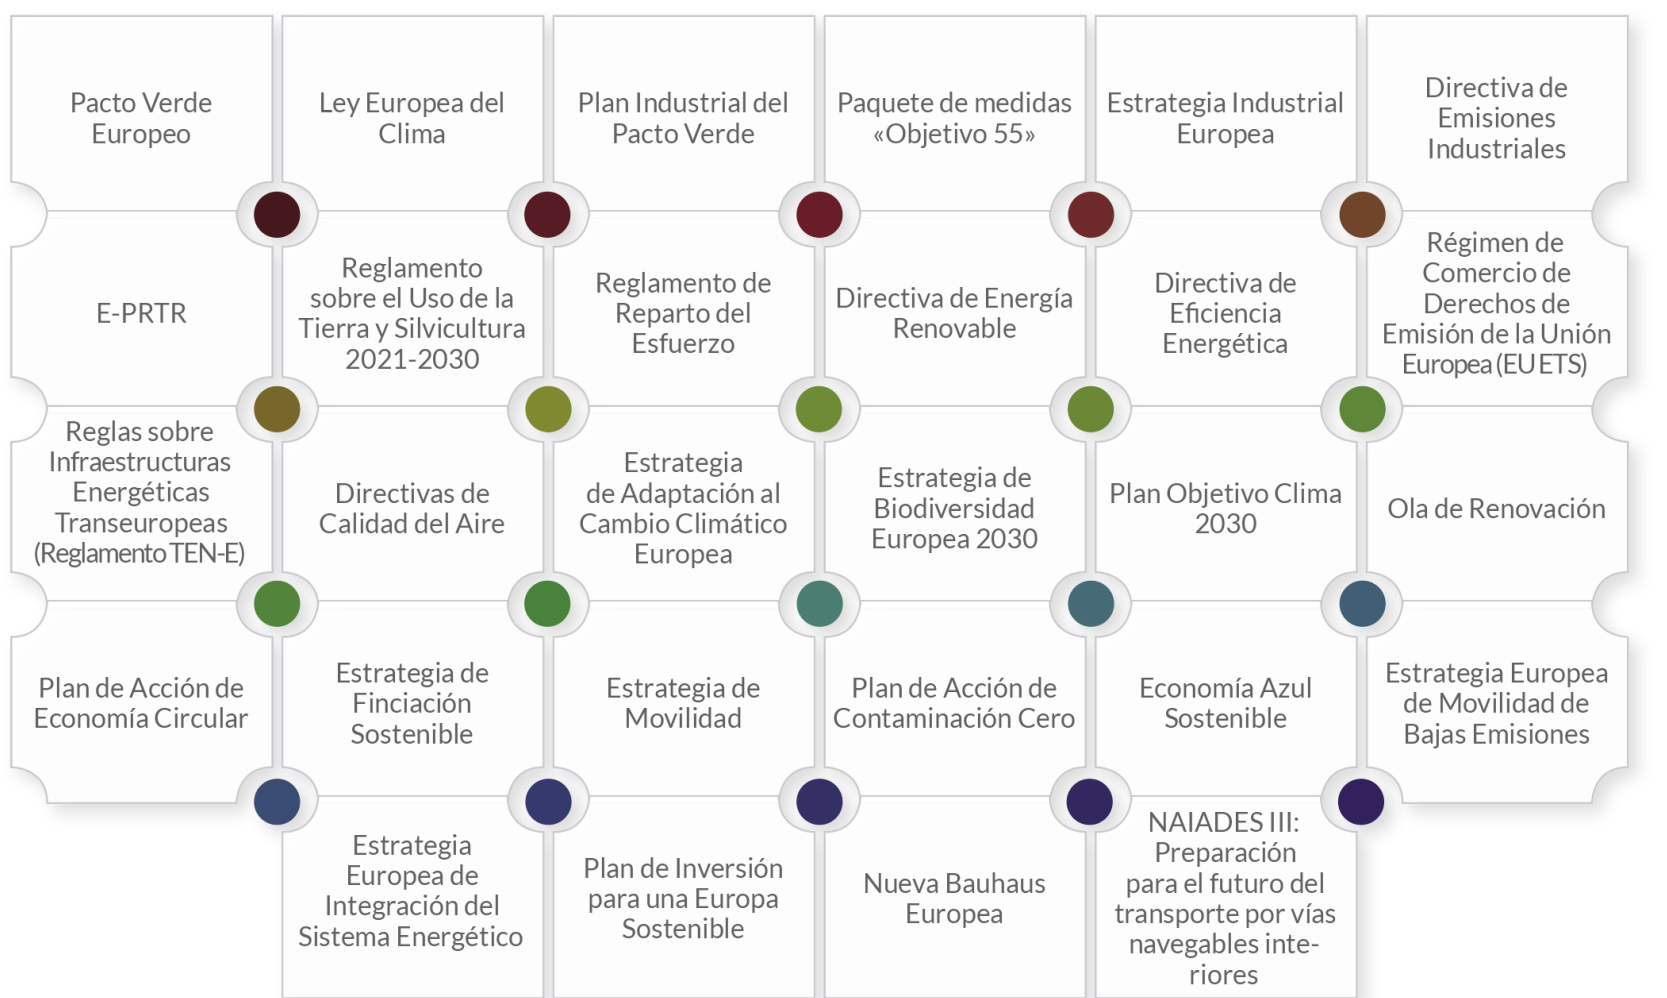 Pacto Verde
Europeo
Ley Europea del
Clima
Plan Industrial del
Pacto Verde
Paquete de medidas
«Objetivo 55»
Estrategia Industrial
Europea
Directiva de
Emisiones
Industriales
E-PRTR
Reglamento
sobre el Uso de la
Tierra y Silvicultura
2021-2030
Reglamento de
Reparto del
Esfuerzo
Directiva de Energía
Renovable
Directiva de
Eficiencia
Energética
Régimen de
Comercio de
Derechos de
Emisión de la Unión
Europea (EU ETS)
Reglas sobre
Infraestructuras
Energéticas
Transeuropeas
(Reglamento TEN-E)
Directivas de
Calidad del Aire
Estrategia
de Adaptación al
Cambio Climático
Europea
Estrategia de
Biodiversidad
Europea 2030
Plan Objetivo Clima
2030
Ola de Renovación
Plan de Acción de
Economía Circular
Estrategia de
Finciación
Sostenible
Estrategia de
Movilidad
Plan de Acción de
Contaminación Cero
Economía Azul
Sostenible
Estrategia Europea
de Movilidad de
Bajas Emisiones
Estrategia
Europea de
Integración del
Sistema Energético
Plan de Inversión
para una Europa
Sostenible
Nueva Bauhaus
Europea
NAIADES III:
Preparación
para el futuro del
transporte por vías
navegables inte-
riores